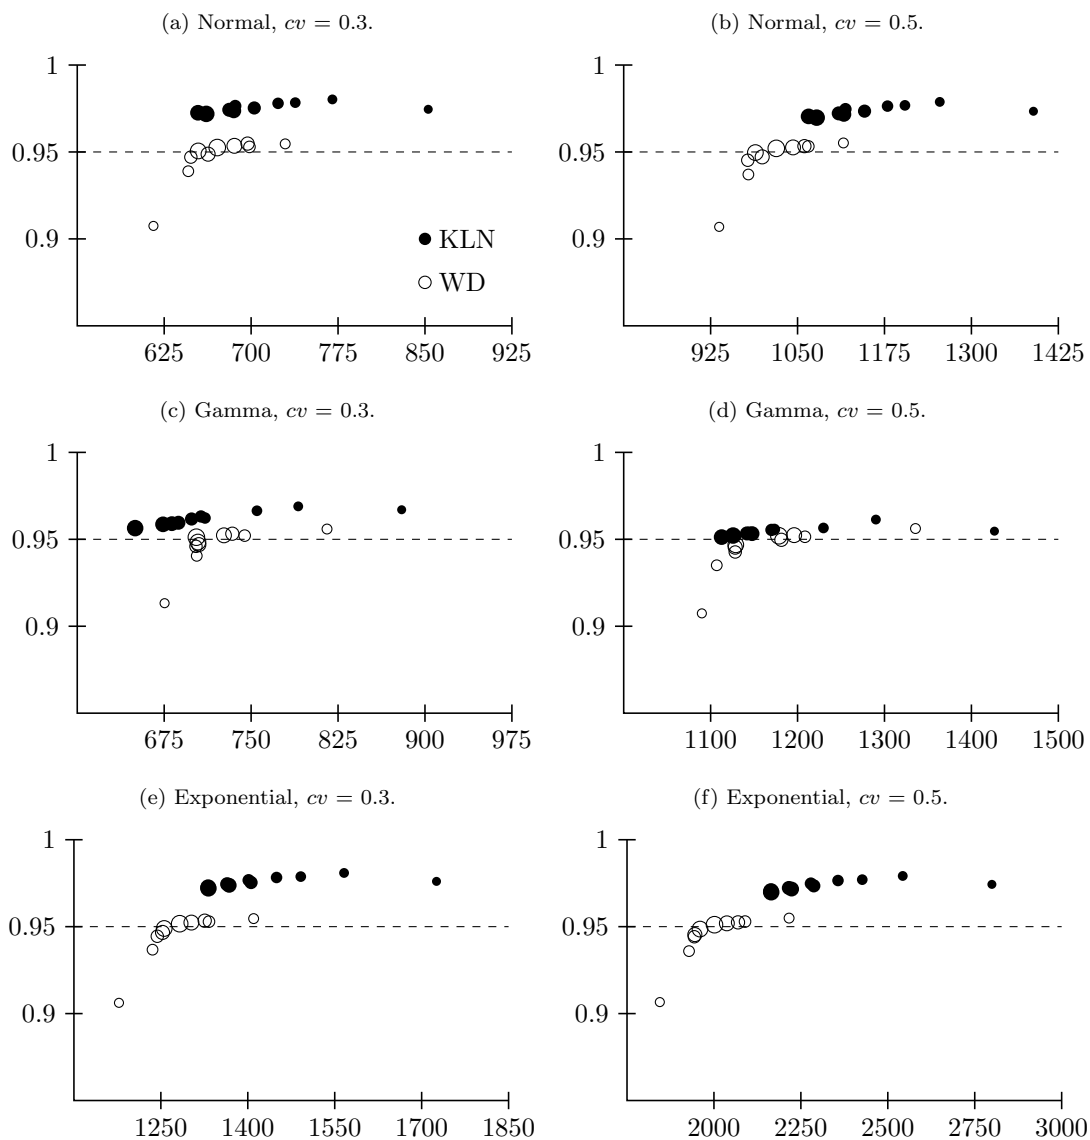 (a) Normal, cv = 0.3.
(b) Normal, cv = 0.5.
1
0.95
0.9
KLN
WD
625 700 775 850 925
1
0.95
0.9
925 1050 1175 1300 1425
(c) Gamma, cv = 0.3.
(d) Gamma, cv = 0.5.
1
0.95
0.9
675 750 825 900 975
1
0.95
0.9
1100 1200 1300 1400 1500
(e) Exponential, cv = 0.3.
(f) Exponential, cv = 0.5.
1
0.95
0.9
1250 1400 1550 1700 1850
1
0.95
0.9
2000 2250 2500 2750 3000